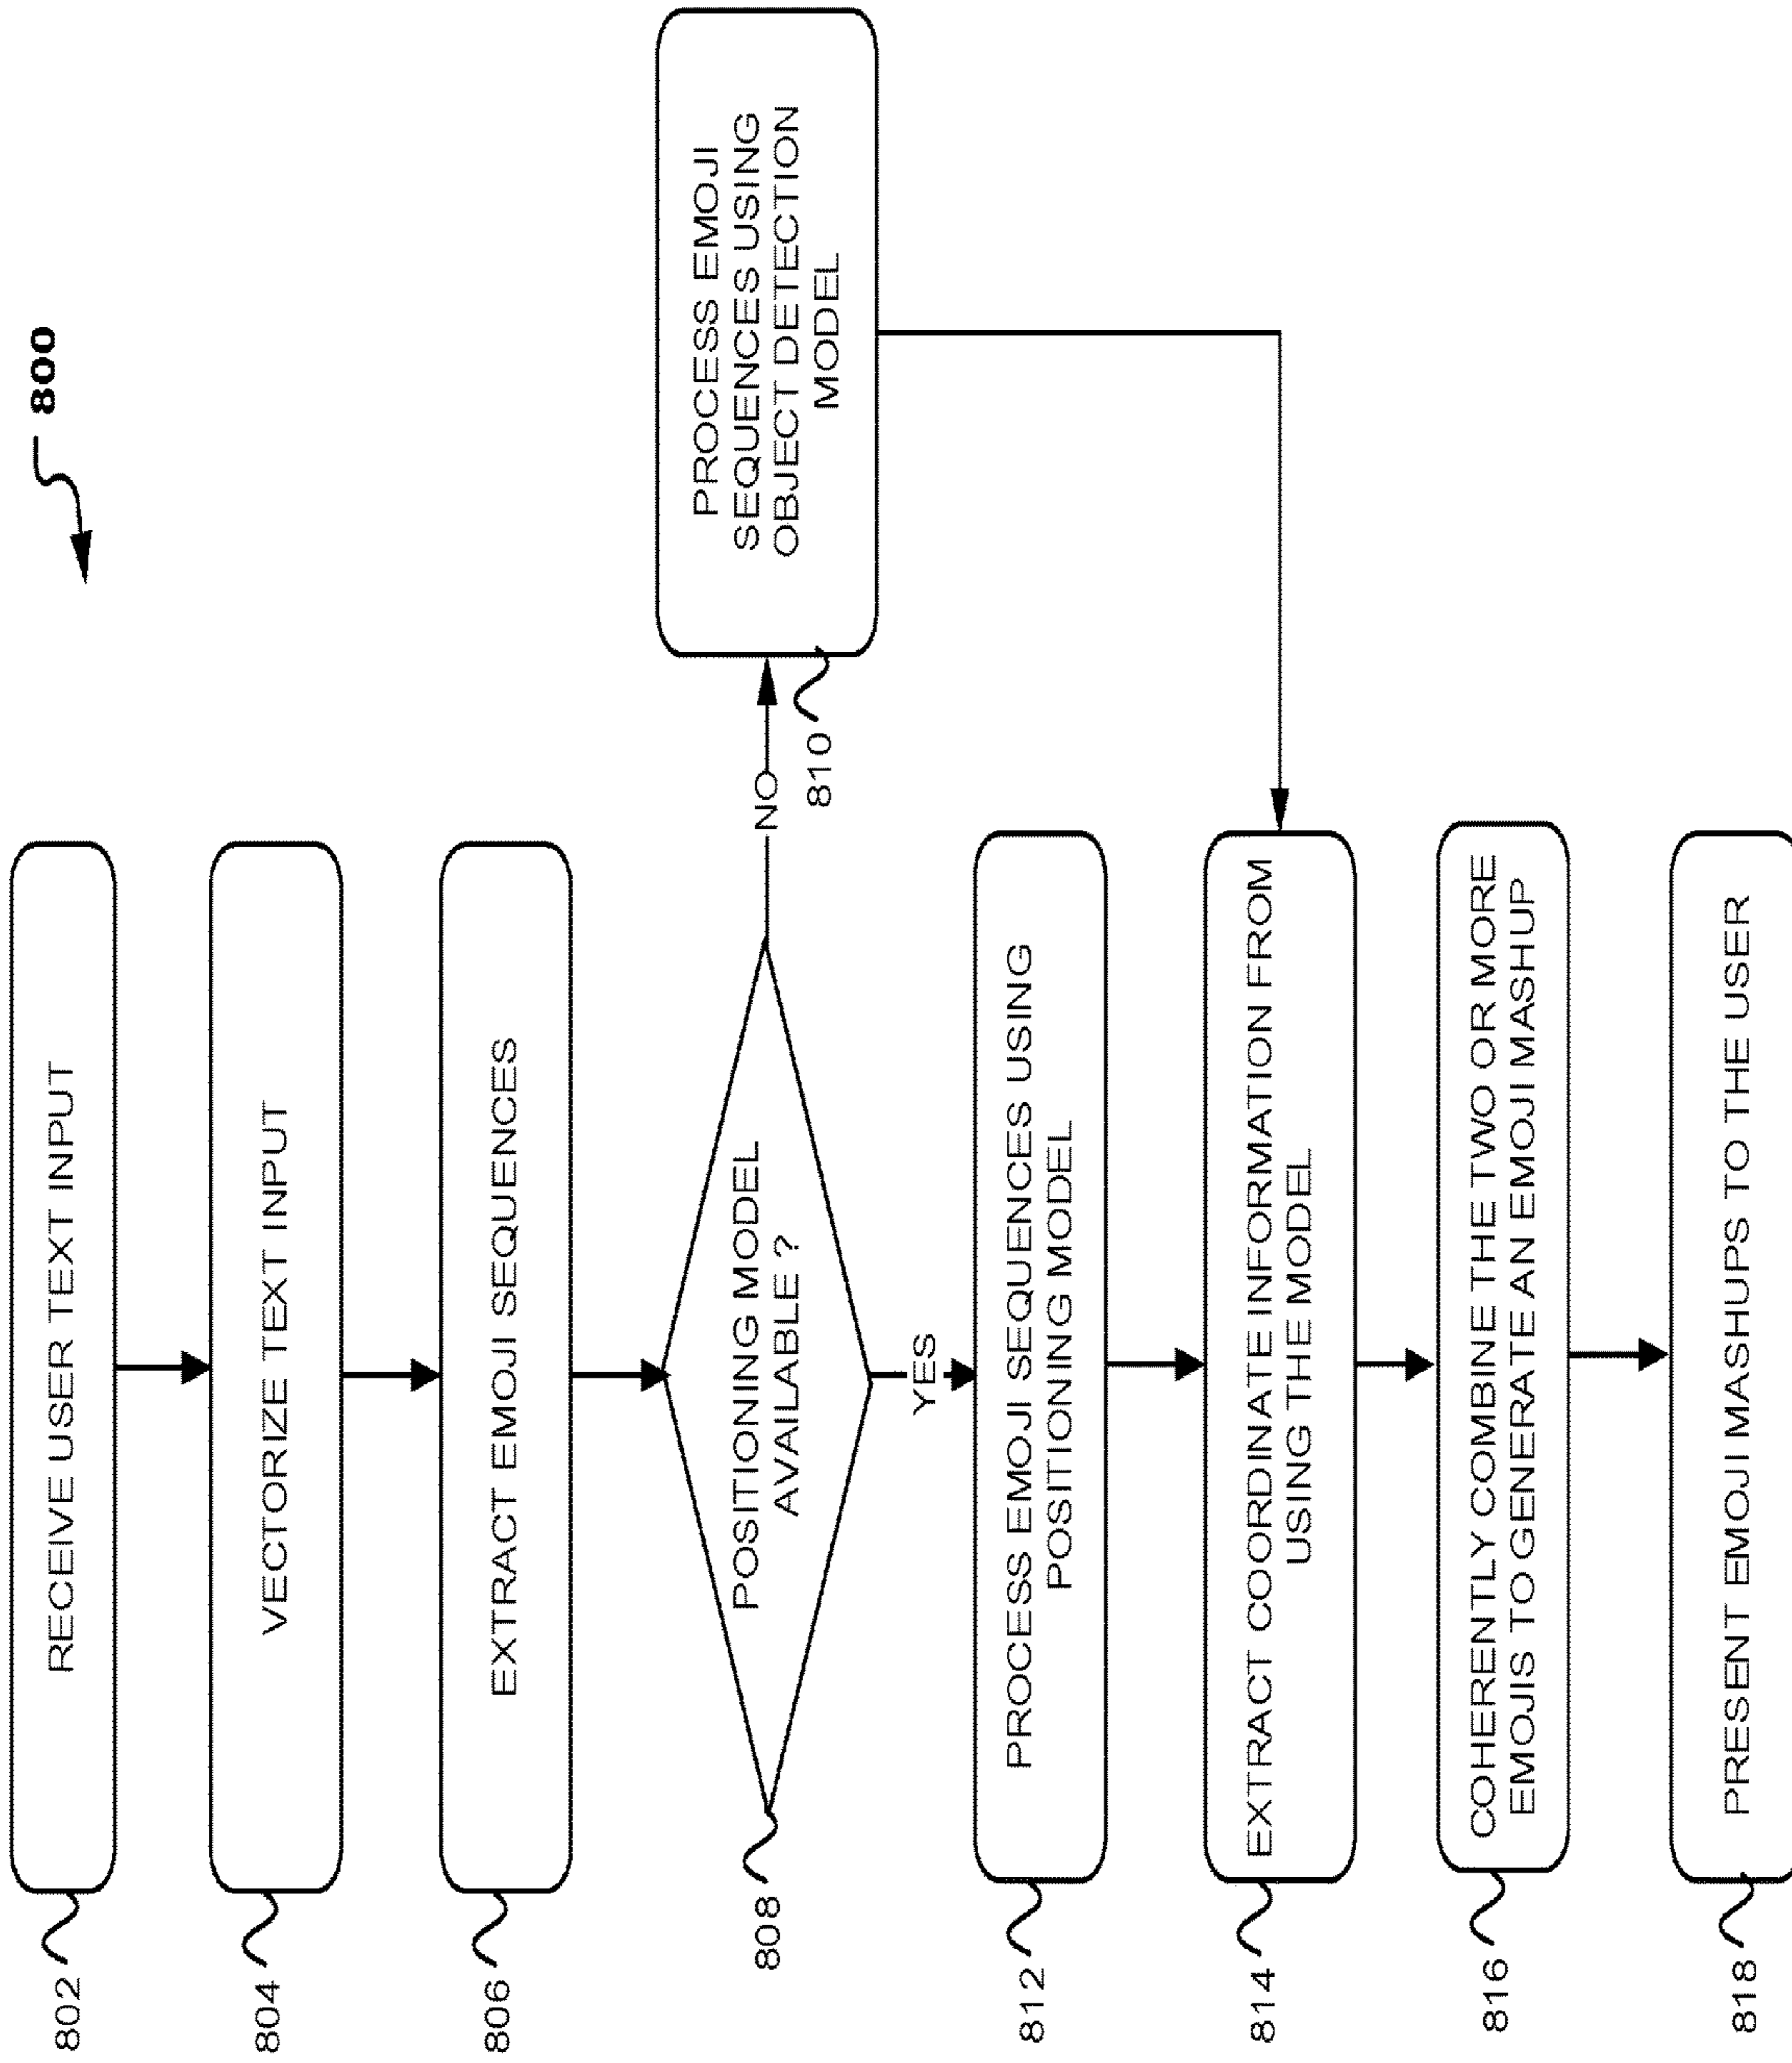 800
802
RECEIVE USER TEXT INPUT
804
VECTORIZE TEXT INPUT
806
EXTRACT EMOJI SEQUENCES
808
POSITIONING MODEL
AVAILABLE ?
NO
810
PROCESS EMOJI
SEQUENCES USING
OBJECT DETECTION
MODEL
YES
812
PROCESS EMOJI SEQUENCES USING
POSITIONING MODEL
814
EXTRACT COORDINATE INFORMATION FROM
USING THE MODEL
816
COHERENTLY COMBINE THE TWO OR MORE
EMOJIS TO GENERATE AN EMOJI MASHUP
818
PRESENT EMOJI MASHUPS TO THE USER